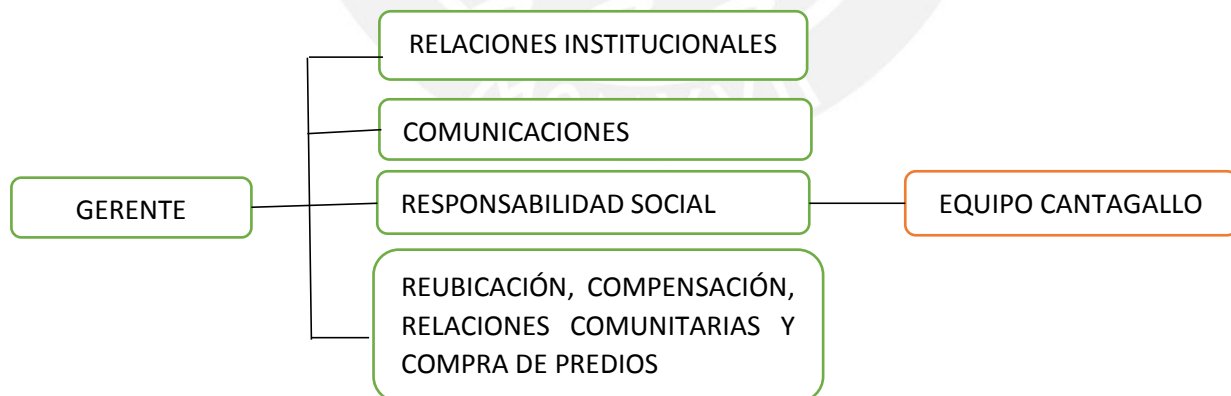 RELACIONES INSTITUCIONALES
COMUNICACIONES
GERENTE
RESPONSABILIDAD SOCIAL
EQUIPO CANTAGALLO
REUBICACIÓN, COMPENSACIÓN,
RELACIONES COMUNITARIAS Y
COMPRA DE PREDIOS